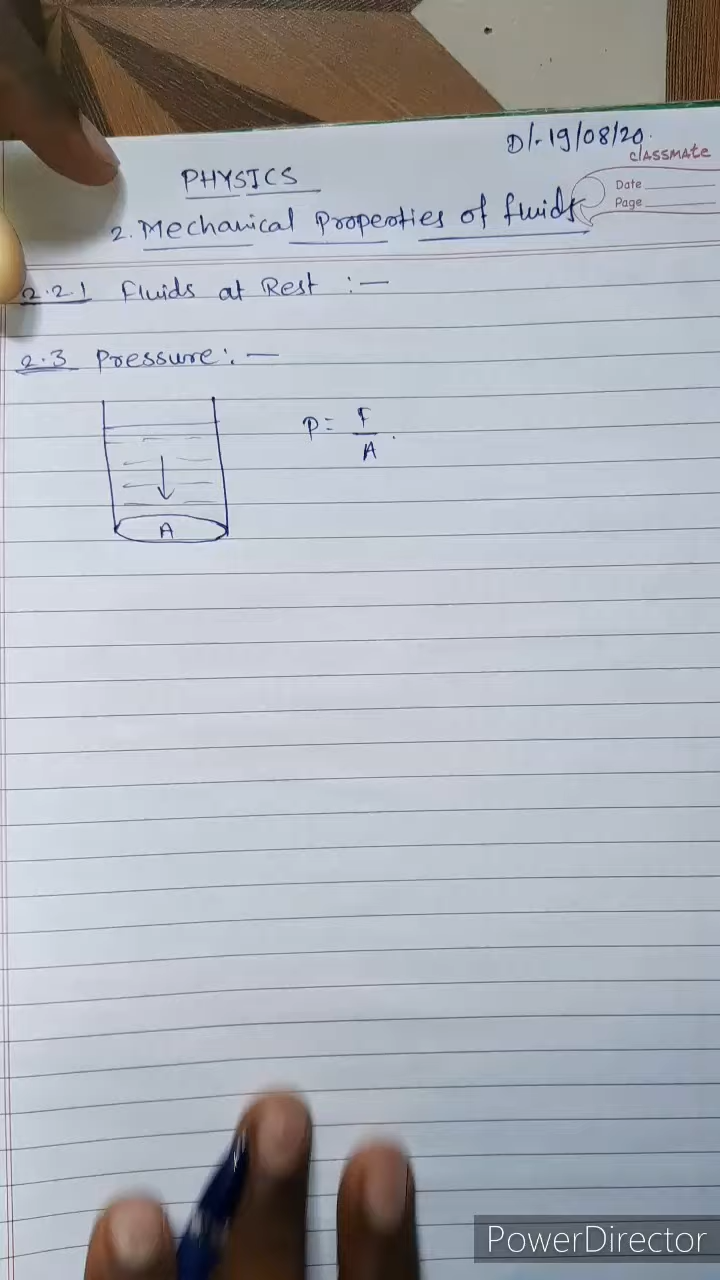 D/-19/08/20.
classmate
PHYSICS
Date
Page
2. Mechanical Properties of fluids
2.2.1 Fluids at Rest :—
2.3 Pressure :—
P = F/A.
A
PowerDirector